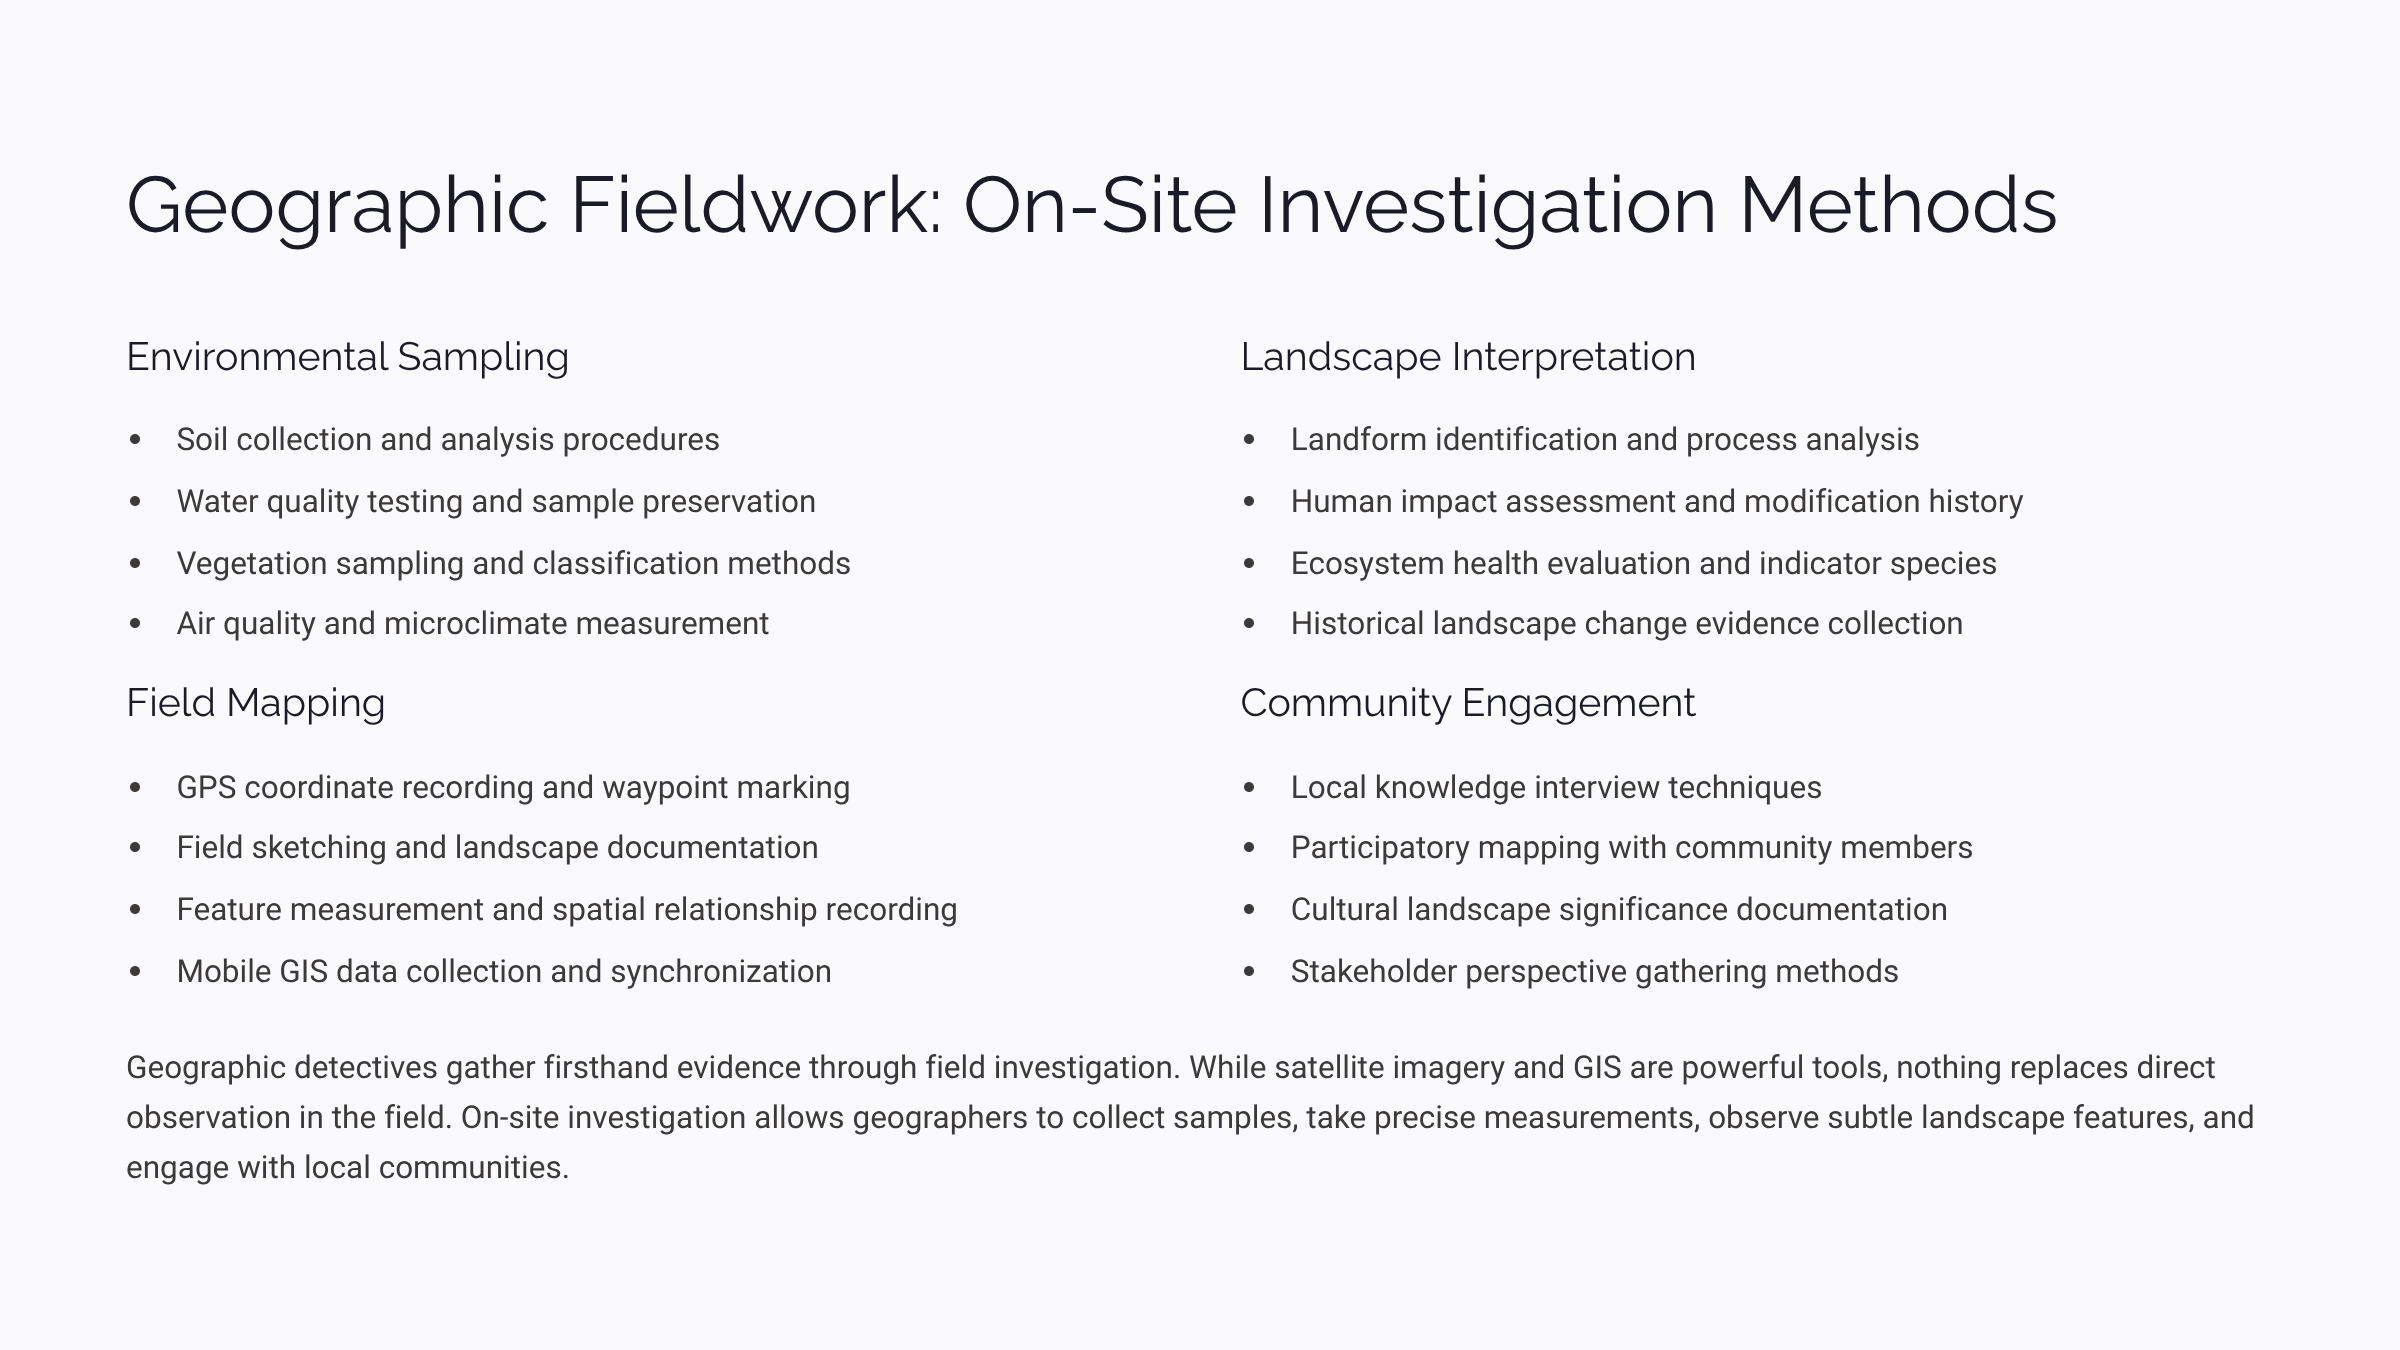 Geographic Fieldwork: On-Site Investigation Methods
Environmental Sampling
• Soil collection and analysis procedures
• Water quality testing and sample preservation
• Vegetation sampling and classification methods
• Air quality and microclimate measurement
Field Mapping
• GPS coordinate recording and waypoint marking
• Field sketching and landscape documentation
• Feature measurement and spatial relationship recording
• Mobile GIS data collection and synchronization
Landscape Interpretation
• Landform identification and process analysis
• Human impact assessment and modification history
• Ecosystem health evaluation and indicator species
• Historical landscape change evidence collection
Community Engagement
• Local knowledge interview techniques
• Participatory mapping with community members
• Cultural landscape significance documentation
• Stakeholder perspective gathering methods
Geographic detectives gather firsthand evidence through field investigation. While satellite imagery and GIS are powerful tools, nothing replaces direct
observation in the field. On-site investigation allows geographers to collect samples, take precise measurements, observe subtle landscape features, and
engage with local communities.